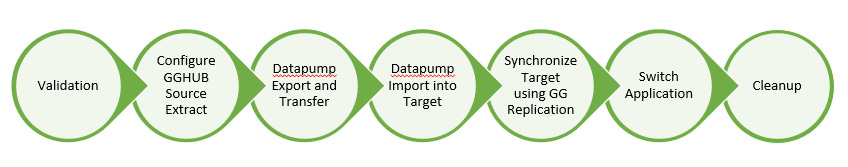 Validation
Configure
GGHUB
Source
Extract
Datapump
Export and
Transfer
Datapump
Import into
Target
Synchronize
Target
using GG
Replication
Switch
Application
Cleanup